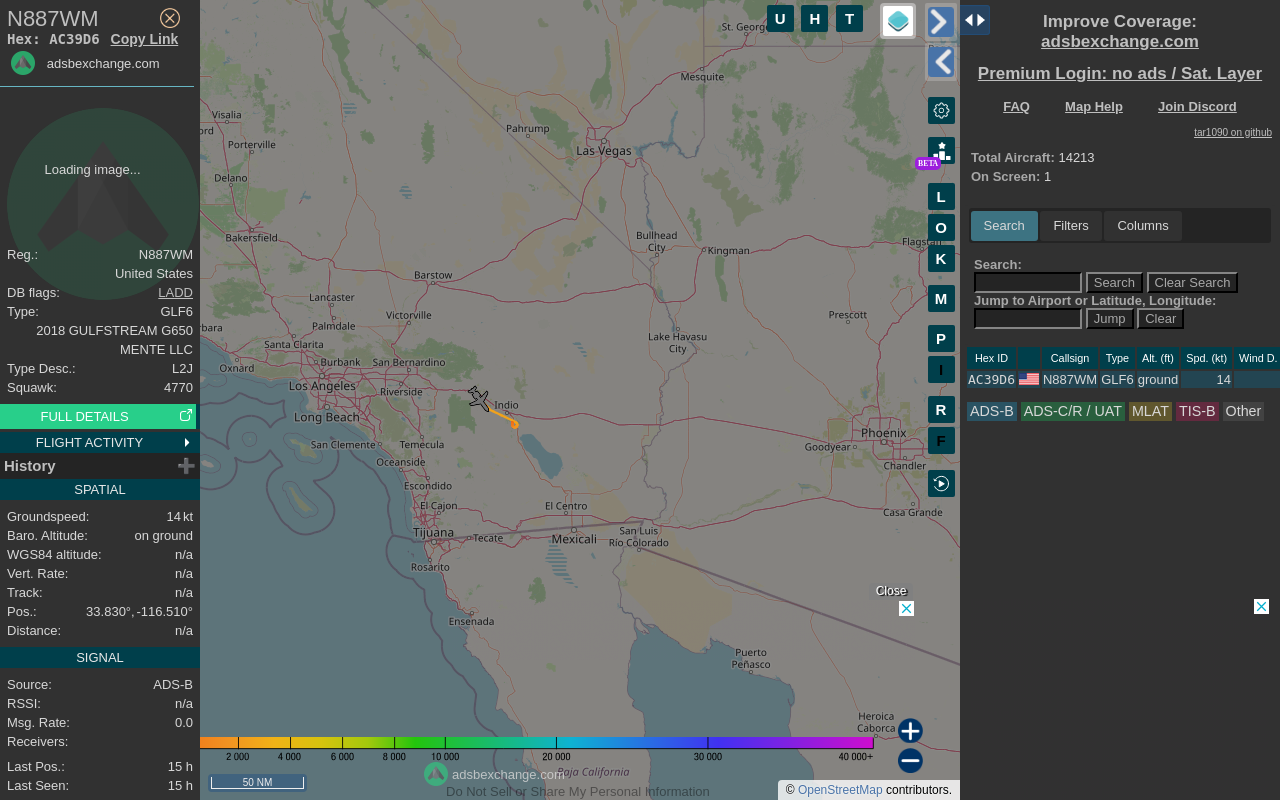 N887WM
Hex: AC39D6 Copy Link
adsbexchange.com
Loading image...
Reg.: N887WM
United States
DB flags: LADD
Type: GLF6
2018 GULFSTREAM G650
MENTE LLC
Type Desc.: L2J
Squawk: 4770
FULL DETAILS
FLIGHT ACTIVITY
History
SPATIAL
Groundspeed: 14 kt
Baro. Altitude: on ground
WGS84 altitude: n/a
Vert. Rate: n/a
Track: n/a
Pos.: 33.830°, -116.510°
Distance: n/a
SIGNAL
Source: ADS-B
RSSI: n/a
Msg. Rate: 0.0
Receivers:
Last Pos.: 15 h
Last Seen: 15 h
U H T
St. George
Mesquite
Visalia
ord
Porterville
Delano
Pahrump
Las Vegas
Bakersfield
Bullhead
City
Kingman
Flagstaff
Barstow
Lancaster
Victorville
Palmdale
Prescott
Lake Havasu
City
bara
Santa Clarita
Oxnard
Burbank
San Bernardino
Los Angeles
Riverside
Indio
Long Beach
San Clemente
Temecula
Phoenix
Goodyear
Chandler
Oceanside
Escondido
El Cajon
El Centro
Casa Grande
Tijuana
Tecate
Mexicali
San Luis
Río Colorado
Rosarito
Ensenada
Puerto
Peñasco
Heroica
Caborca
Baja California
BETA
L
O
K
M
P
I
R
F
Close
2 000 4 000 6 000 8 000 10 000 20 000 30 000 40 000+
50 NM
adsbexchange.com
Do Not Sell or Share My Personal Information
© OpenStreetMap contributors.
Improve Coverage:
adsbexchange.com
Premium Login: no ads / Sat. Layer
FAQ Map Help Join Discord
tar1090 on github
Total Aircraft: 14213
On Screen: 1
Search Filters Columns
Search:
Search Clear Search
Jump to Airport or Latitude, Longitude:
Jump Clear
Hex ID Callsign Type Alt. (ft) Spd. (kt) Wind D.
AC39D6 N887WM GLF6 ground 14
ADS-B ADS-C/R / UAT MLAT TIS-B Other